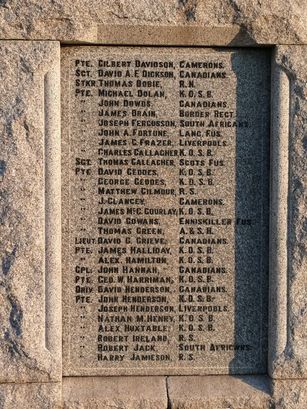 PTE. GILBERT DAVIDSON, CAMERONS.
SGT. DAVID A.F. DICKSON, CANADIANS.
STKR. THOMAS DOBIE, R.N.
PTE. MICHAEL DOLAN, K.O.S.B.
" JOHN DOWDS, CANADIANS.
" JAMES DRAIN, BORDER RECT.
" JOSEPH FERGUSSON, SOUTH AFRICANS
" JOHN A. FORTUNE, LANC. FUS.
" JAMES C. FRAZER, LIVERPOOLS.
" CHARLES GALLACHER, K.O.S.B.
SGT. THOMAS GALLACHER, SCOTS FUS.
PTE. DAVID GEDDES, K.O.S.B.
" GEORGE GEDDES, K.O.S.B.
" MATTHEW GILMOUR, R.S.
" J. GLANCEY, CAMERONS.
" JAMES McC. GOURLAY, K.O.S.B.
" DAVID GOWANS, ENNISKILLEN FUS.
" THOMAS GREEN, A.&S.H.
LIEUT. DAVID G. GRIEVE, CANADIANS.
PTE. JAMES HALLIDAY, K.O.S.B.
" ALEX. HAMILTON, K.O.S.B.
CPL. JOHN HANNAH, CANADIANS.
PTE. GEO. W. HARRIMAN, K.O.S.B.
DRIV. DAVID HENDERSON, CANADIANS.
PTE. JOHN HENDERSON, K.O.S.B.
" JOSEPH HENDERSON, LIVERPOOLS.
" NATHAN M. HENRY, K.O.S.B.
" ALEX. HUXTABLE, K.O.S.B.
" ROBERT IRELAND, R.S.
" ROBERT JACK, SOUTH AFRICANS.
" HARRY JAMIESON, R.S.